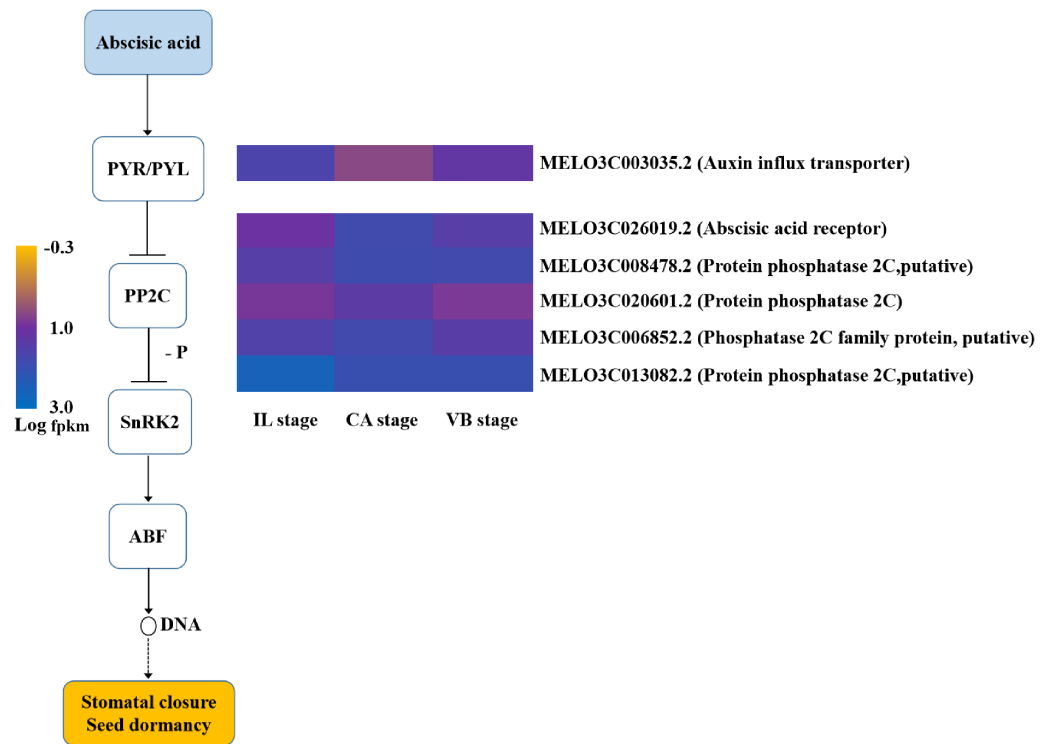 Abscisic acid
PYR/PYL
MELO3C003035.2 (Auxin influx transporter)
MELO3C026019.2 (Abscisic acid receptor)
-0.3
MELO3C008478.2 (Protein phosphatase 2C,putative)
PP2C
MELO3C020601.2 (Protein phosphatase 2C)
1.0
MELO3C006852.2 (Phosphatase 2C family protein, putative)
- P
MELO3C013082.2 (Protein phosphatase 2C,putative)
3.0
Log fpkm
SnRK2
IL stage CA stage VB stage
ABF
DNA
Stomatal closure
Seed dormancy